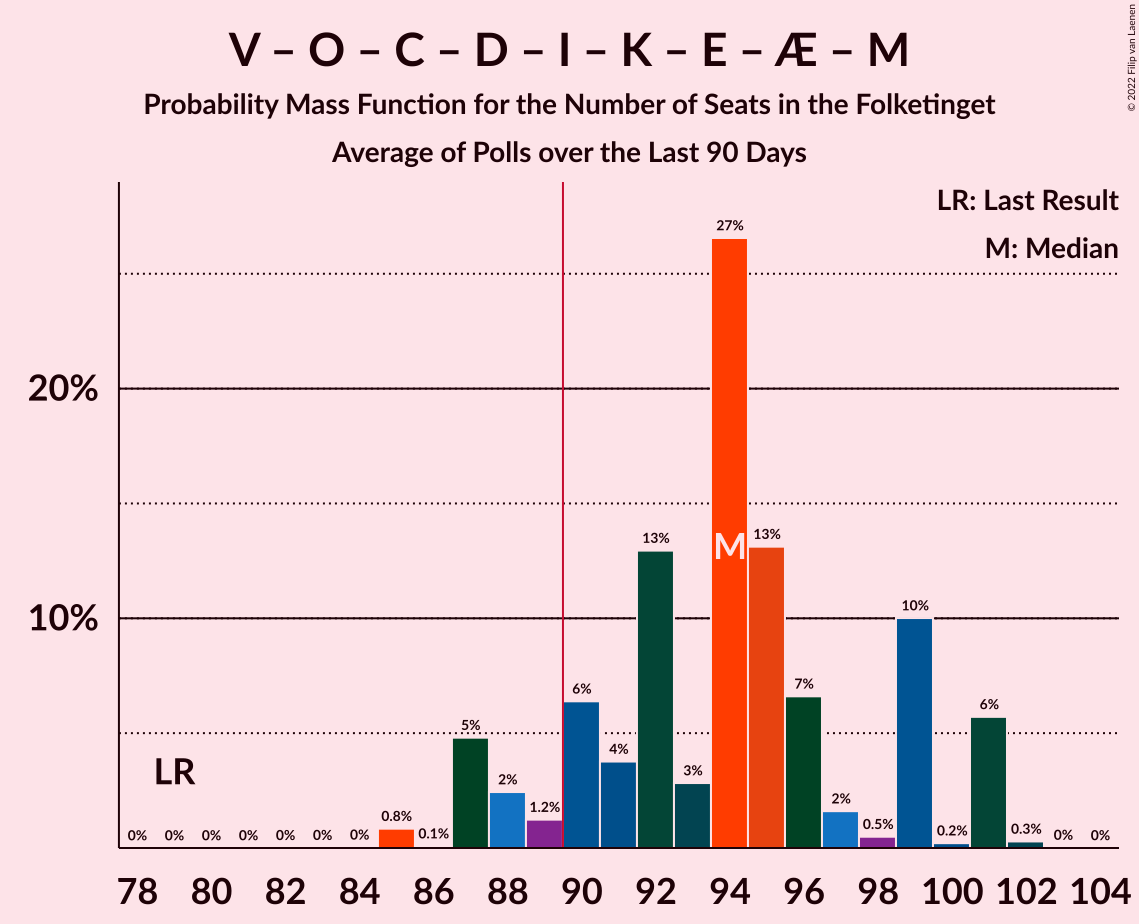 V – O – C – D – I – K – E – Æ – M
Probability Mass Function for the Number of Seats in the Folketinget
Average of Polls over the Last 90 Days
© 2022 Filip van Laenen
LR: Last Result
M: Median
27%
20%
M
13%
13%
10%
10%
7%
6%
6%
5%
4%
LR
3%
2%
2%
1.2%
0.8%
0.5%
0.3%
0.2%
0.1%
0% 0% 0% 0% 0% 0% 0% 0% 0%
78 80 82 84 86 88 90 92 94 96 98 100 102 104